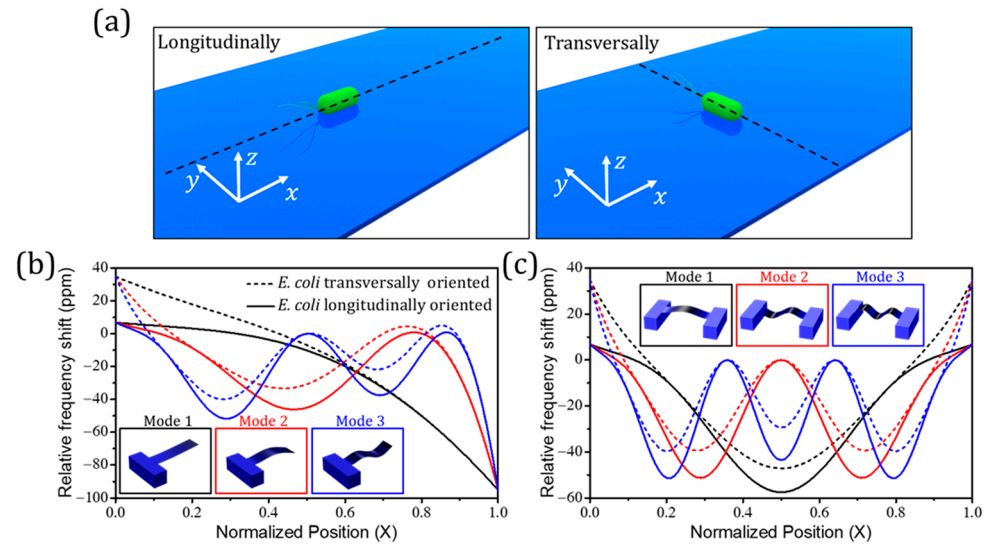 (a)
Longitudinally
Transversally
y
z
x
y
z
x
(b)
Relative frequency shift (ppm)
40
20
0
−20
−40
−60
−80
−100
E. coli transversally oriented
E. coli longitudinally oriented
Mode 1
Mode 2
Mode 3
0.0
0.2
0.4
0.6
0.8
1.0
Normalized Position (X)
(c)
Relative frequency shift (ppm)
40
20
0
−20
−40
−60
Mode 1
Mode 2
Mode 3
0.0
0.2
0.4
0.6
0.8
1.0
Normalized Position (X)